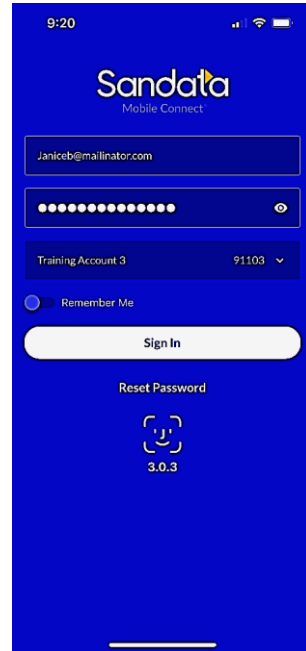 9:20
Sandata
Mobile Connect
Janiceb@mailinator.com
●●●●●●●●●●●●●●
Training Account 3 91103
Remember Me
Sign In
Reset Password
3.0.3